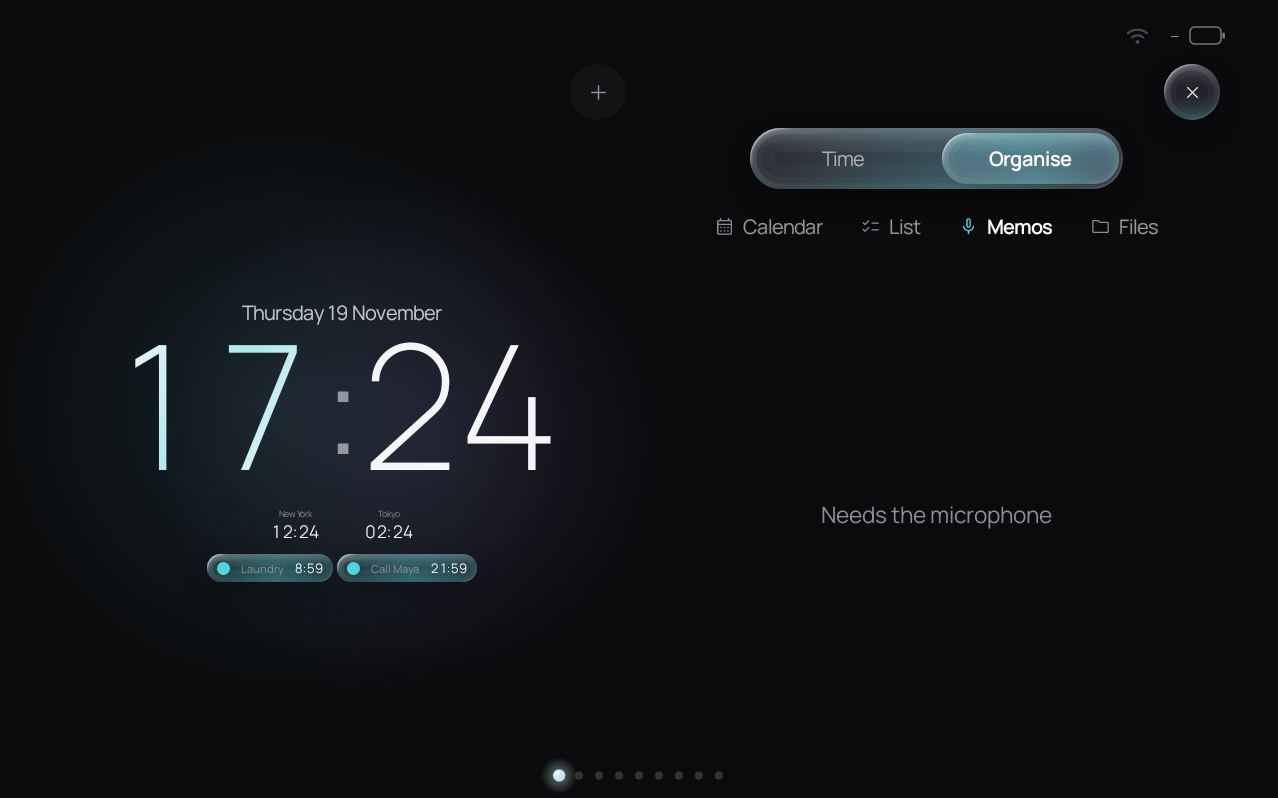 –
Time
Organise
Calendar
List
Memos
Files
Thursday 19 November
17:24
New York
Tokyo
12:24
02:24
Laundry 8:59
Call Maya 21:59
Needs the microphone